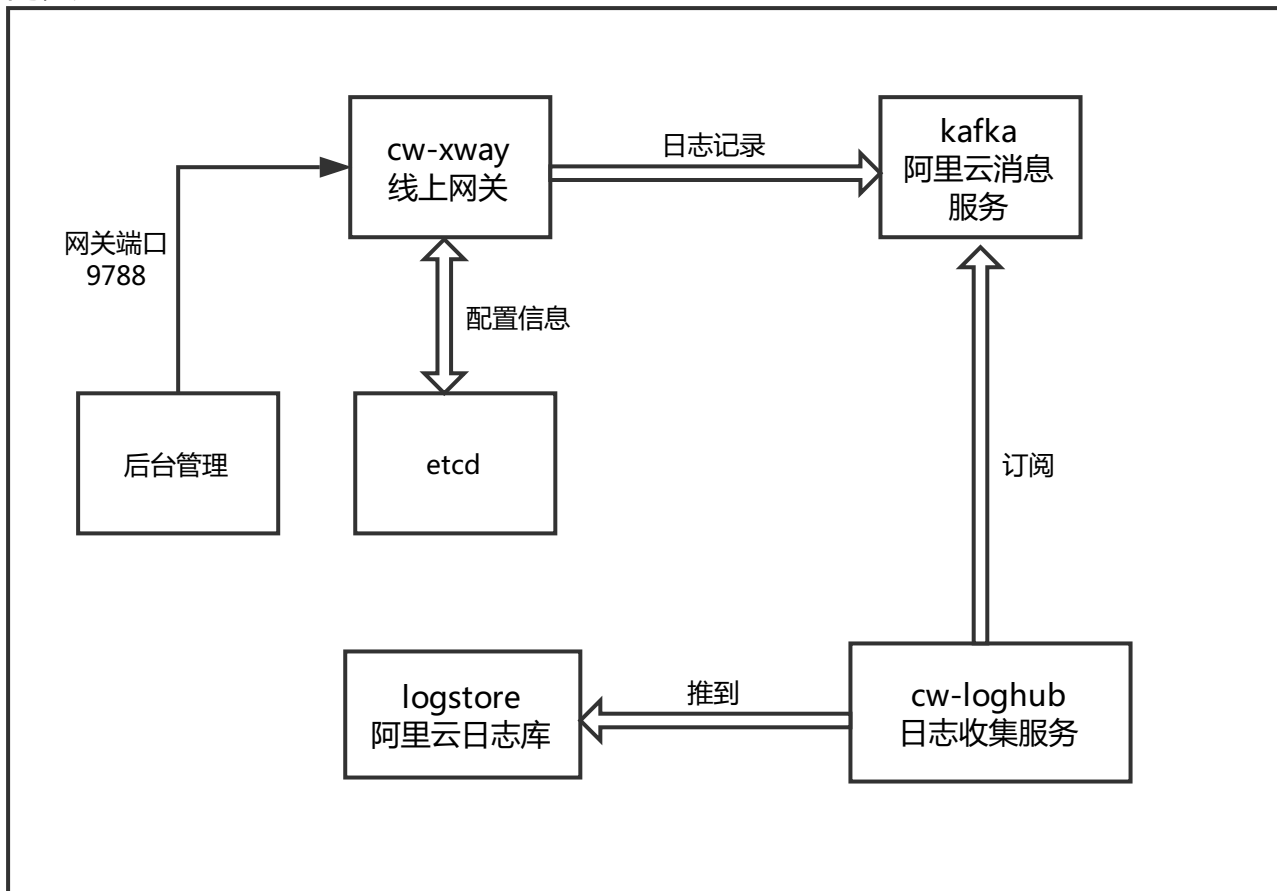 cw-xway
线上网关
日志记录
kafka
阿里云消息
服务
网关端口
9788
配置信息
后台管理
etcd
订阅
logstore
阿里云日志库
推到
cw-loghub
日志收集服务